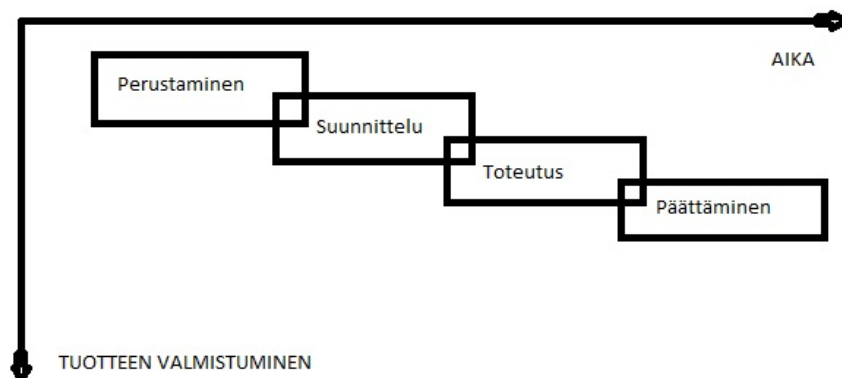 AIKA
Perustaminen
Suunnittelu
Toteutus
Päättäminen
TUOTTEEN VALMISTUMINEN